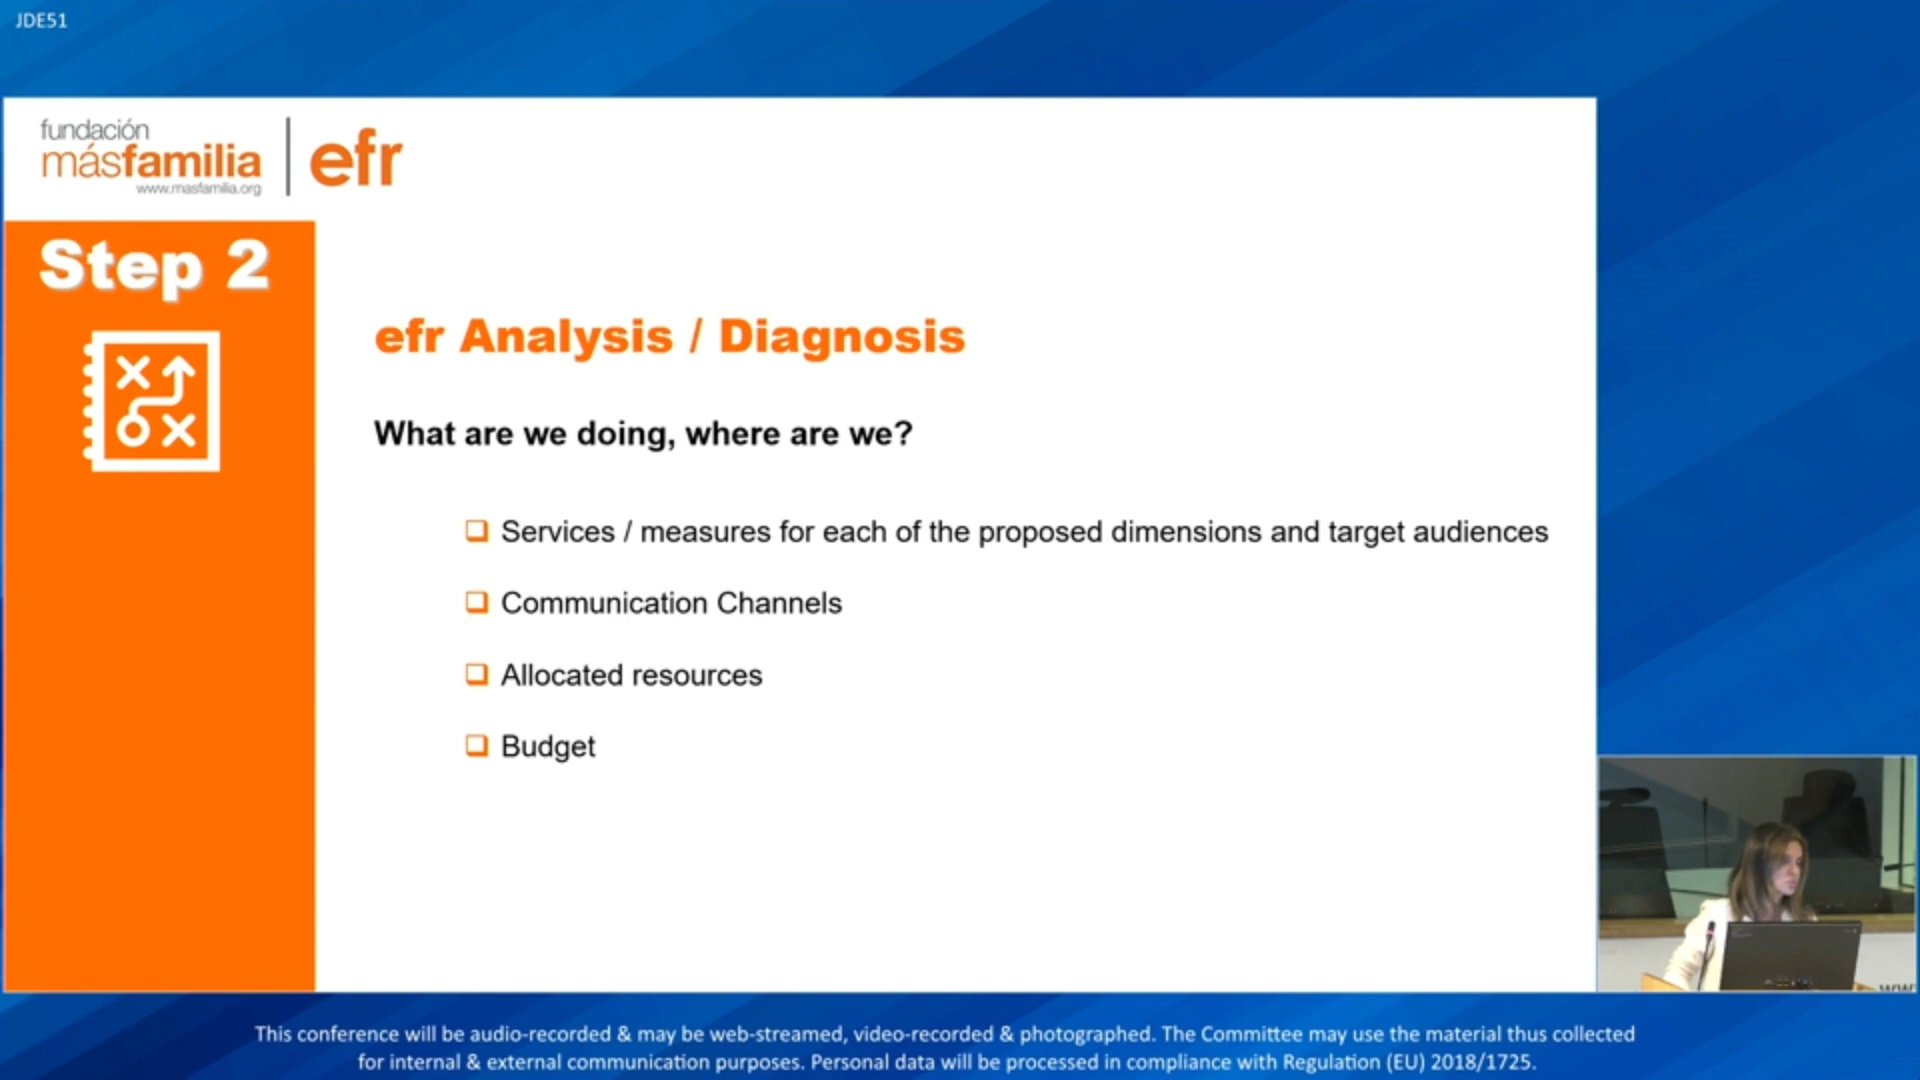 JDE51
fundación
másfamilia
www.masfamilia.org
efr
Step 2
efr Analysis / Diagnosis
What are we doing, where are we?
Services / measures for each of the proposed dimensions and target audiences
Communication Channels
Allocated resources
Budget
This conference will be audio-recorded & may be web-streamed, video-recorded & photographed. The Committee may use the material thus collected
for internal & external communication purposes. Personal data will be processed in compliance with Regulation (EU) 2018/1725.